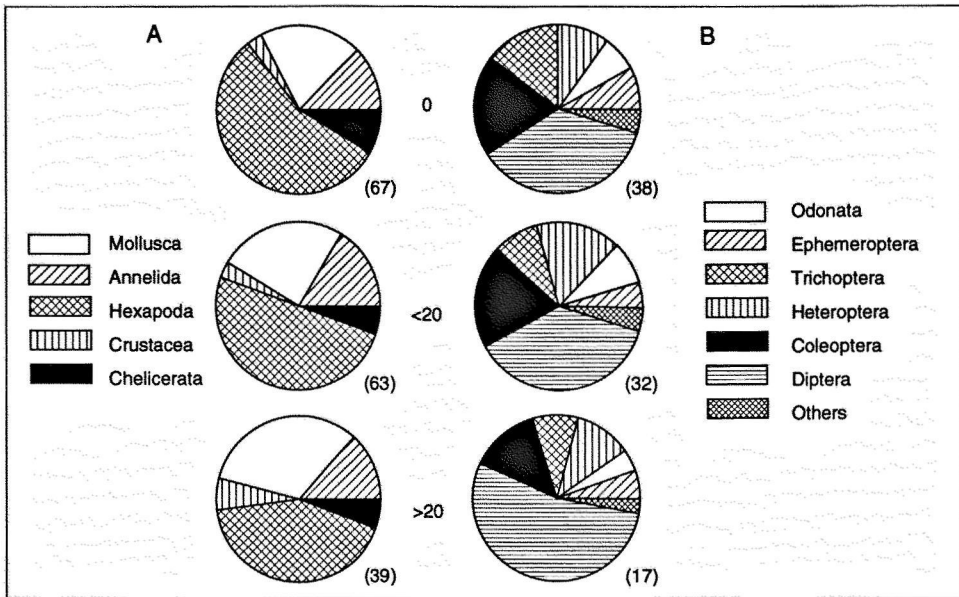 A
B
0
(67)
(38)
Mollusca
Annelida
Hexapoda
Crustacea
Chelicerata
<20
(63)
(32)
Odonata
Ephemeroptera
Trichoptera
Heteroptera
Coleoptera
Diptera
Others
>20
(39)
(17)